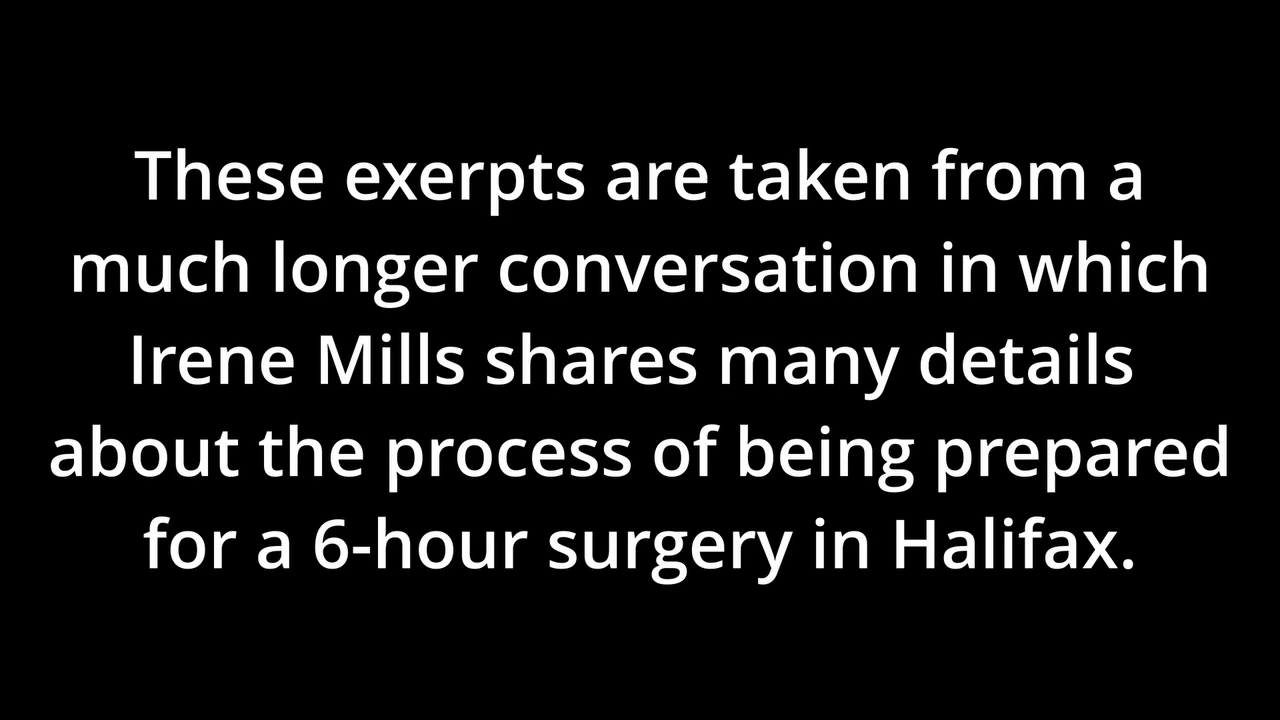 These exerpts are taken from a
much longer conversation in which
Irene Mills shares many details
about the process of being prepared
for a 6-hour surgery in Halifax.